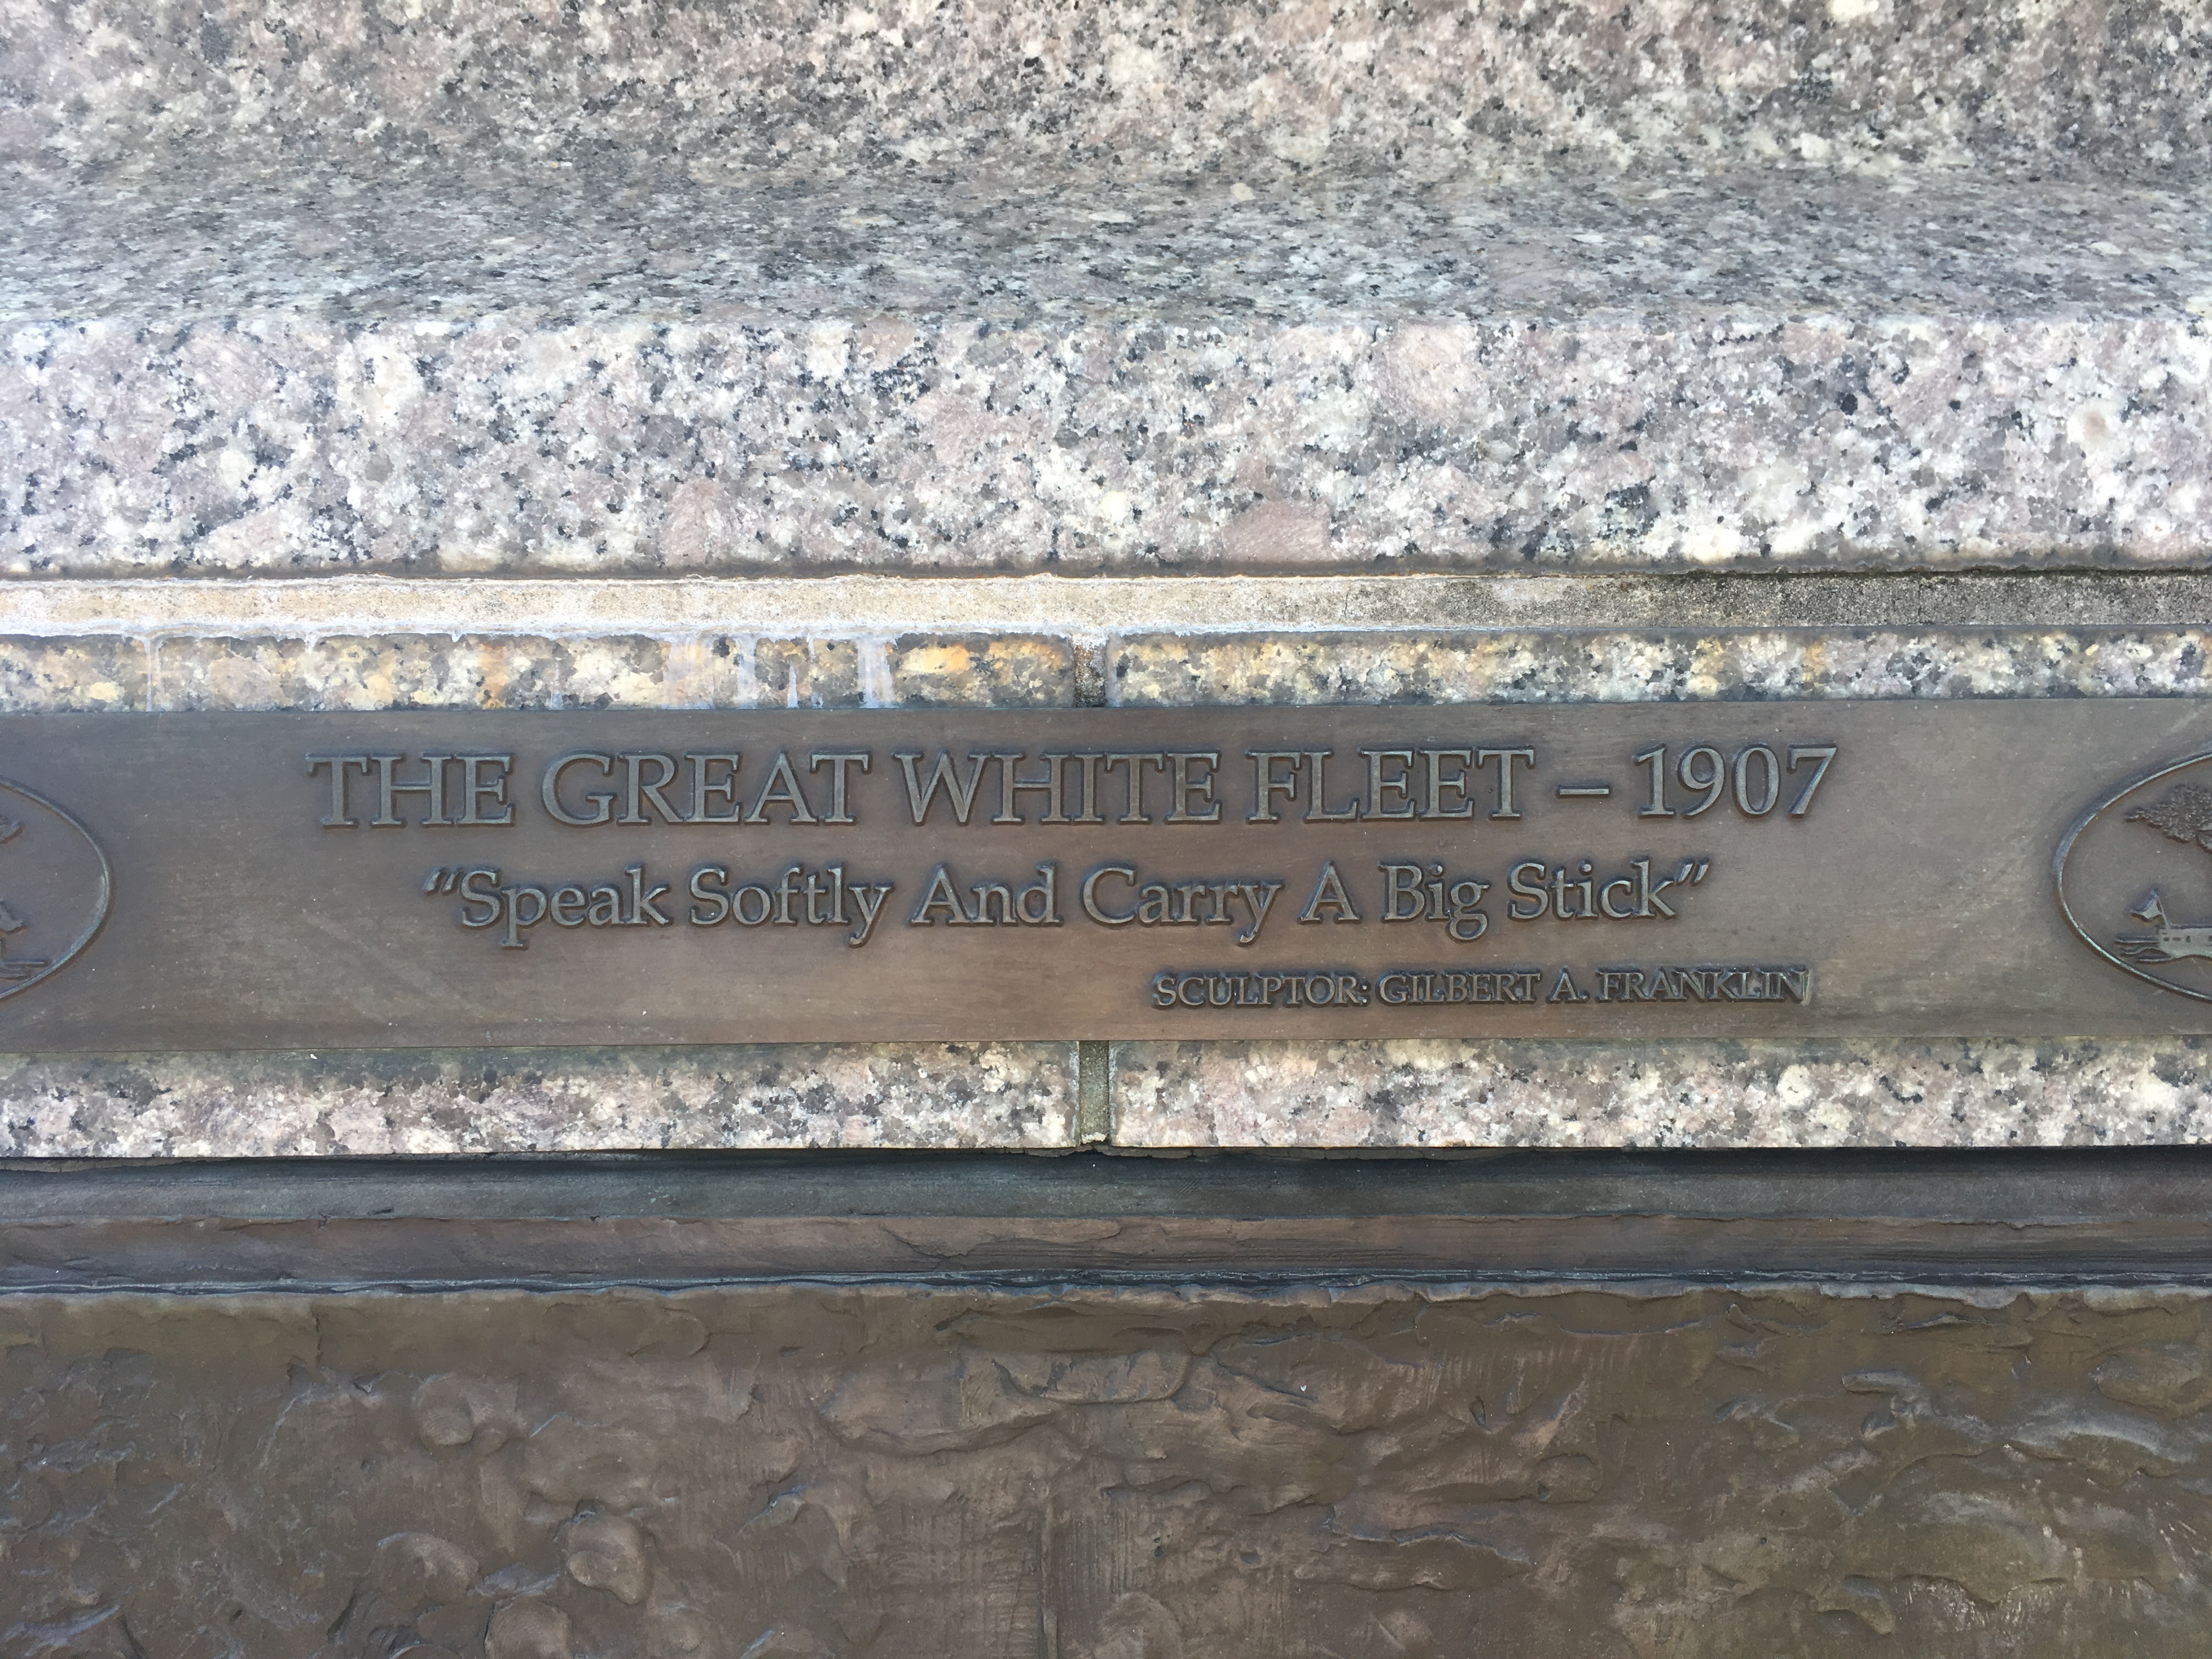 THE GREAT WHITE FLEET – 1907
“Speak Softly And Carry A Big Stick”
SCULPTOR: GILBERT A. FRANKLIN